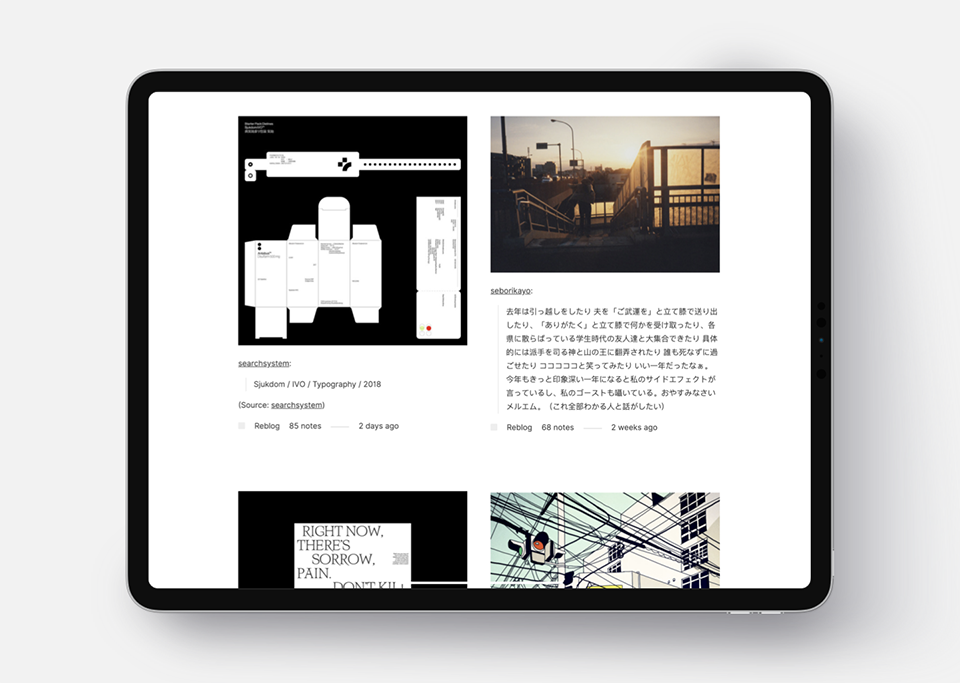 searchsystem:
Sjukdom / IVO / Typography / 2018
(Source: searchsystem)
Reblog 85 notes 2 days ago
seborikayo:
去年は引っ越しをしたり 夫を「ご武運を」と立て膝で送り出
したり、「ありがたく」と立て膝で何かを受け取ったり、各
県に散らばっている学生時代の友人達と大集合できたり 具体
的には派手を司る神と山の王に翻弄されたり 誰も死なずに過
ごせたり コココココと笑ってみたり いい一年だったなぁ。
今年もきっと印象深い一年になると私のサイドエフェクトが
言っているし、私のゴーストも囁いている。おやすみなさい
メルエム。（これ全部わかる人と話がしたい）
Reblog 68 notes 2 weeks ago
RIGHT NOW,
THERE'S
SORROW,
PAIN.
DON'T KILL